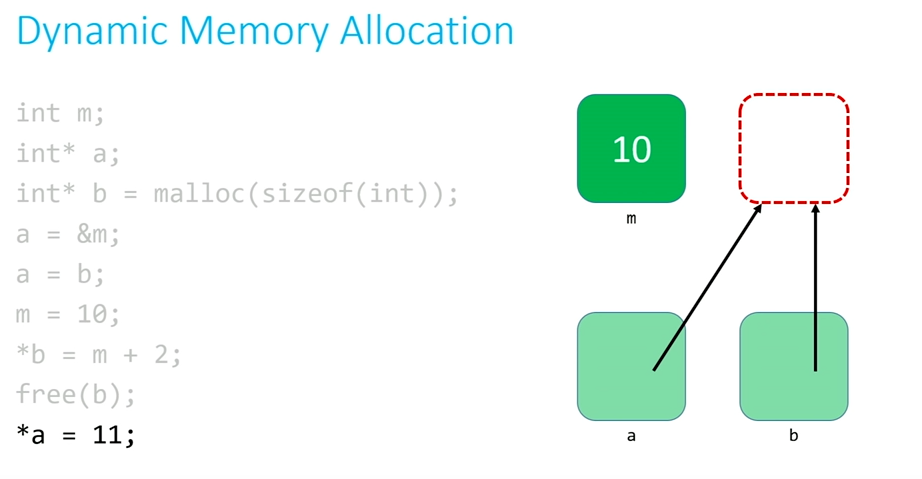 Dynamic Memory Allocation
int m;
int* a;
int* b = malloc(sizeof(int));
a = &m;
a = b;
m = 10;
*b = m + 2;
free(b);
*a = 11;
10
m
a
b